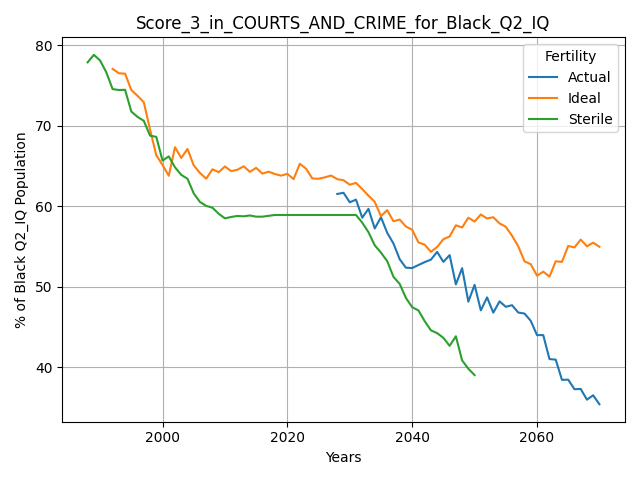 Score_3_in_COURTS_AND_CRIME_for_Black_Q2_IQ
Fertility
Actual
Ideal
Sterile
% of Black Q2_IQ Population
80
70
60
50
40
2000 2020 2040 2060
Years